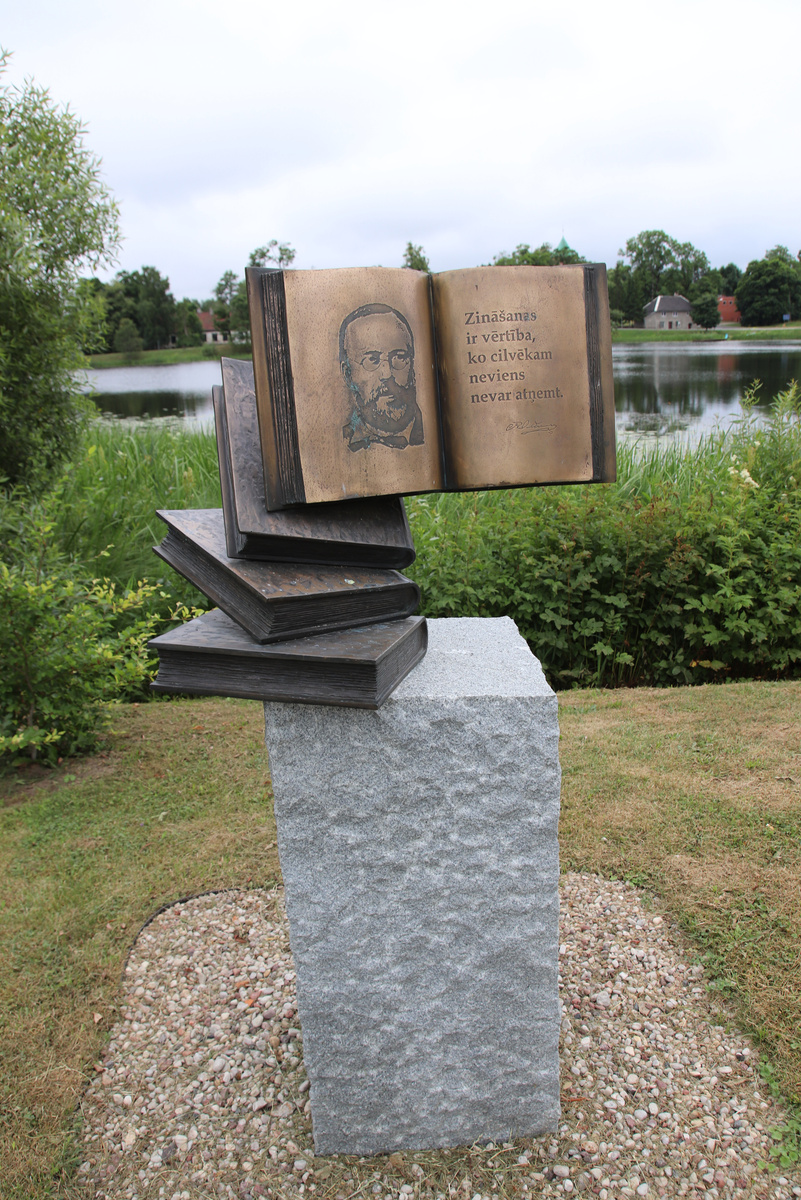 Zināšanas
ir vērtība,
ko cilvēkam
neviens
nevar atņemt.